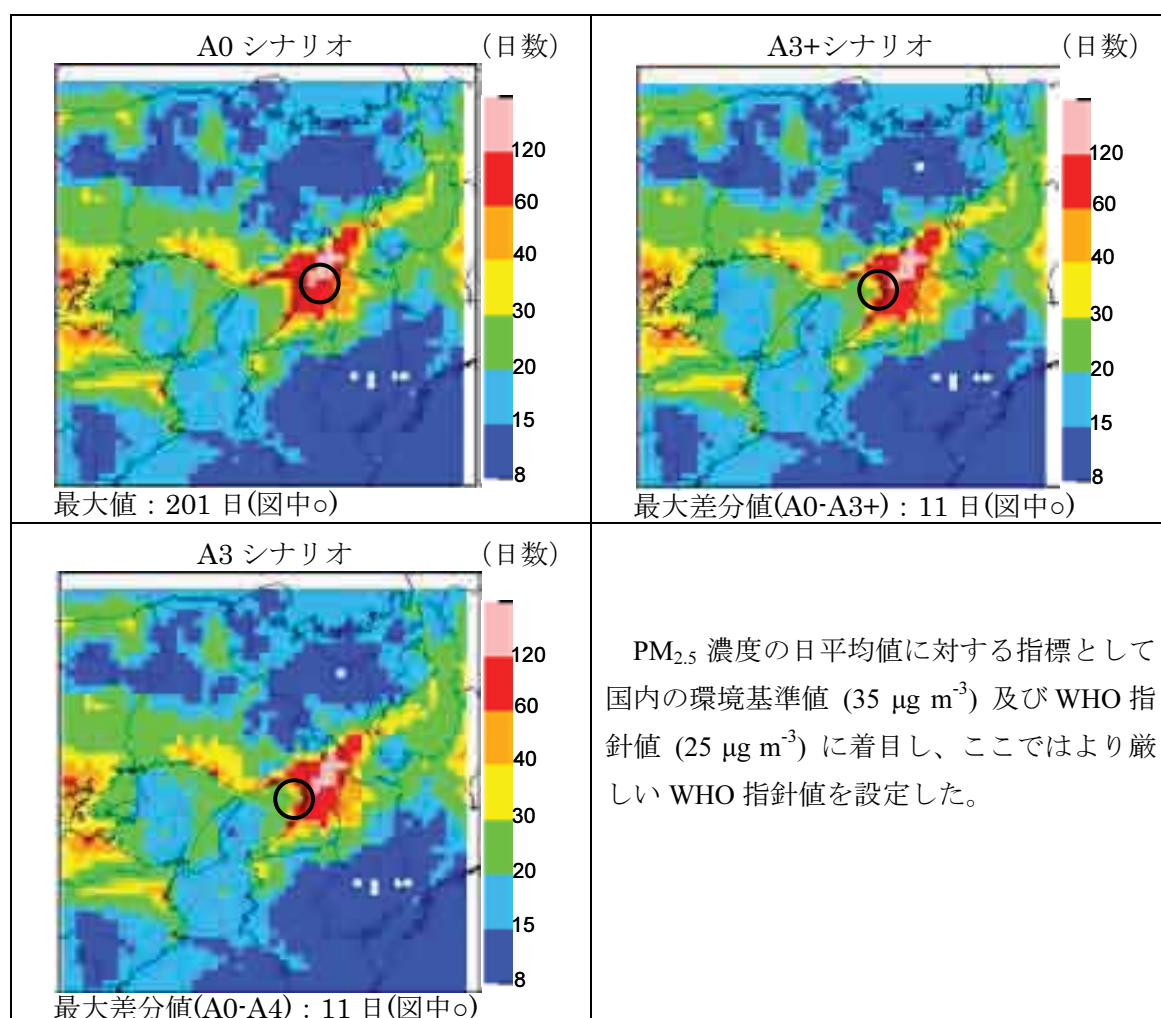 A0 シナリオ (日数)
120
60
40
30
20
15
8
最大値：201 日(図中○)
A3+シナリオ (日数)
120
60
40
30
20
15
8
最大差分値(A0-A3+)：11 日(図中○)
A3 シナリオ (日数)
120
60
40
30
20
15
8
最大差分値(A0-A4)：11 日(図中○)
PM2.5 濃度の日平均値に対する指標として
国内の環境基準値 (35 μg m-3) 及び WHO 指
針値 (25 μg m-3) に着目し、ここではより厳
しい WHO 指針値を設定した。